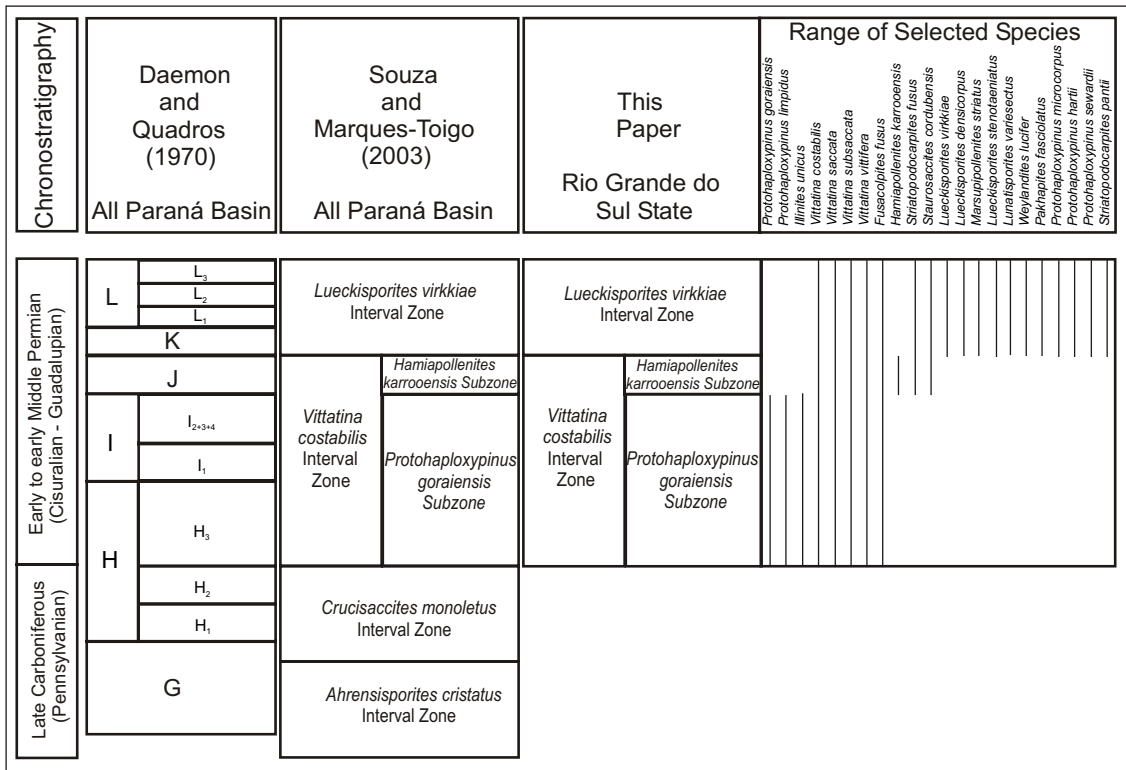 Chronostratigraphy
Daemon
and
Quadros
(1970)
All Paraná Basin
Souza
and
Marques-Toigo
(2003)
All Paraná Basin
This
Paper
Rio Grande do
Sul State
Range of Selected Species
Protohaploxypinus goraiensis
Protohaploxypinus limpidus
Illinites unicus
Vittatina costabilis
Vittatina saccata
Vittatina subsaccata
Vittatina vittifera
Fusacolpites fusus
Hamiapollenites karrooensis
Striatopodocarpites fusus
Staurosaccites cordubensis
Lueckisporites virkkiae
Lueckisporites densicorpus
Marsupipollenites striatus
Lueckisporites stenotaeniatus
Lunatisporites variesectus
Weylandites lucifer
Pakhapites fasciolatus
Protohaploxypinus microcorpus
Protohaploxypinus hartii
Protohaploxypinus sewardii
Striatopodocarpites pantii
Early to early Middle Permian
(Cisuralian - Guadalupian)
Late Carboniferous
(Pennsylvanian)
L
L3
L2
L1
K
J
I
I2+3+4
I1
H
H3
H2
H1
G
Lueckisporites virkkiae
Interval Zone
Vittatina
costabilis
Interval
Zone
Hamiapollenites
karrooensis Subzone
Protohaploxypinus
goraiensis
Subzone
Crucisaccites monoletus
Interval Zone
Ahrensisporites cristatus
Interval Zone
Lueckisporites virkkiae
Interval Zone
Vittatina
costabilis
Interval
Zone
Hamiapollenites
karrooensis Subzone
Protohaploxypinus
goraiensis
Subzone